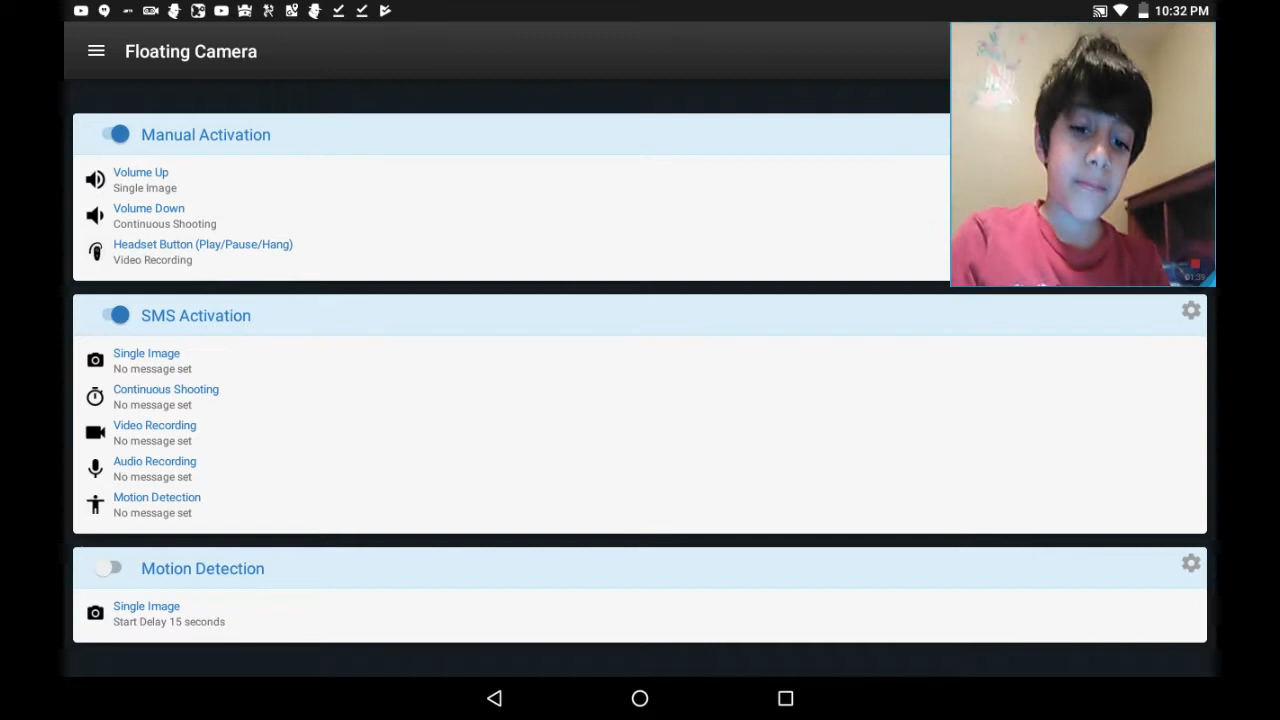 10:32 PM
Floating Camera
Manual Activation
Volume Up
Single Image
Volume Down
Continuous Shooting
Headset Button (Play/Pause/Hang)
Video Recording
01:39
SMS Activation
Single Image
No message set
Continuous Shooting
No message set
Video Recording
No message set
Audio Recording
No message set
Motion Detection
No message set
Motion Detection
Single Image
Start Delay 15 seconds